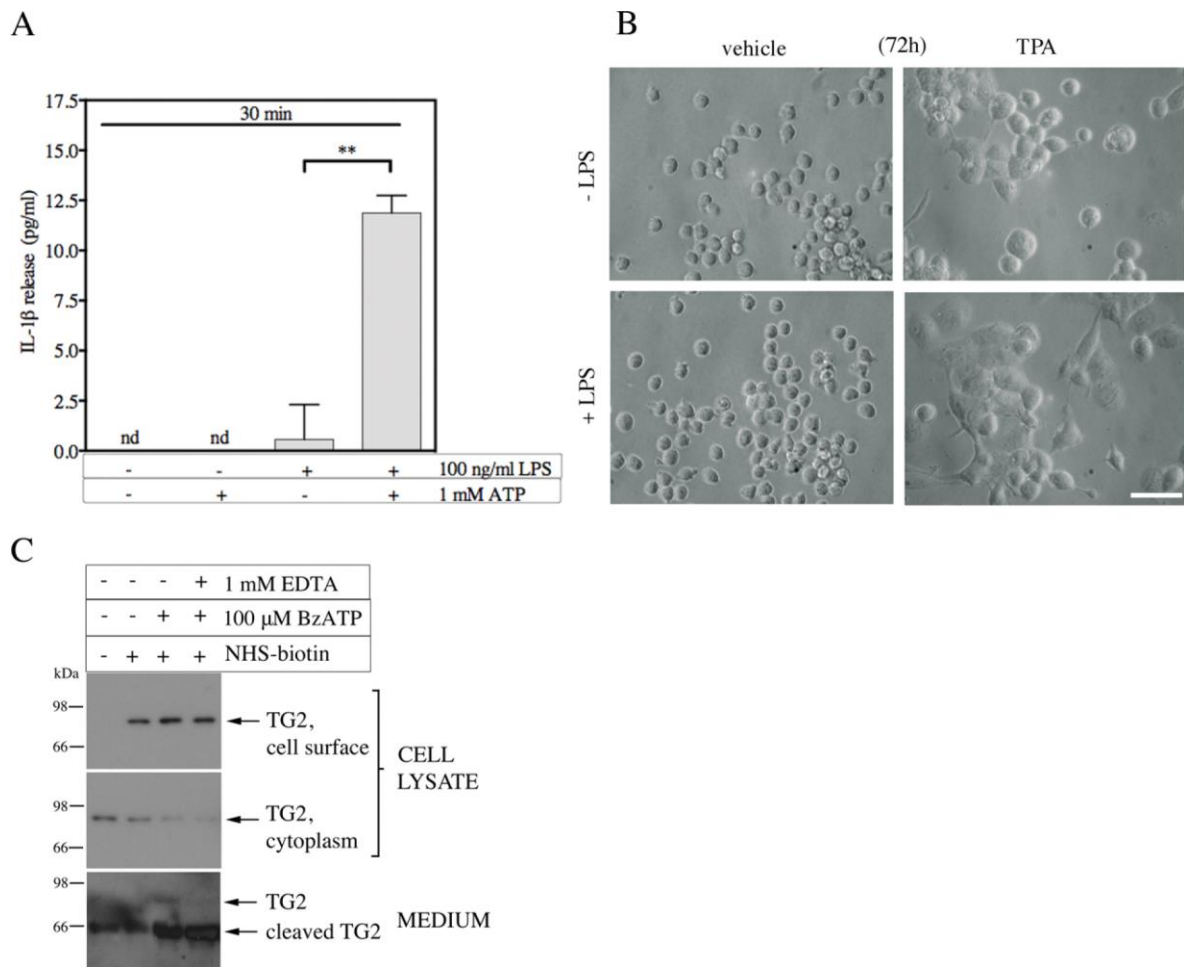 A
17.5
15.0
12.5
10.0
7.5
5.0
2.5
0.0
IL-1β release (pg/ml)
30 min
**
nd nd
- - + + 100 ng/ml LPS
- + - + 1 mM ATP
B
vehicle (72h) TPA
- LPS
+ LPS
C
- - - + 1 mM EDTA
- - + + 100 μM BzATP
- + + + NHS-biotin
kDa
98
66
TG2,
cell surface
98
66
TG2,
cytoplasm
CELL
LYSATE
98
66
TG2
cleaved TG2
MEDIUM